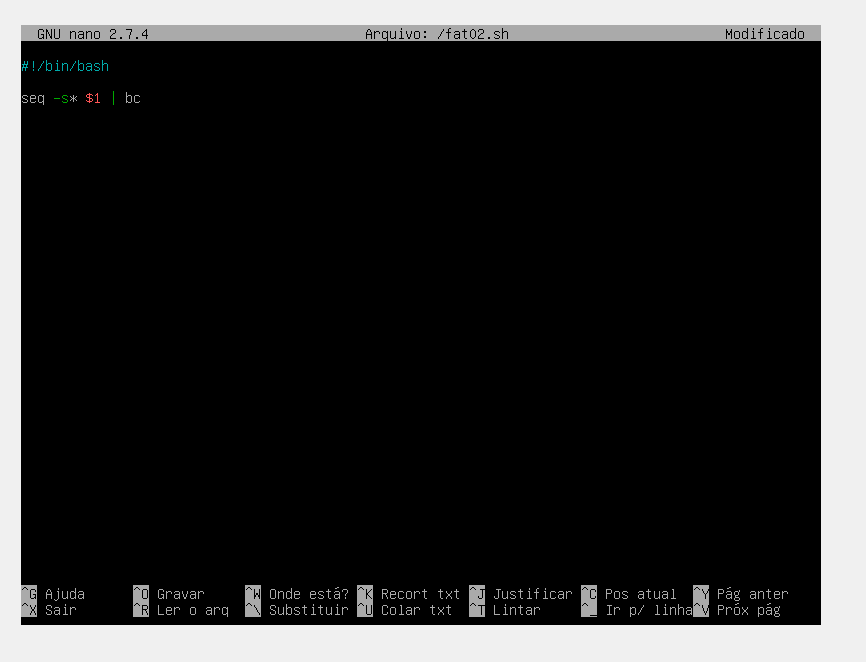 GNU nano 2.7.4 Arquivo: /fat02.sh Modificado
#!/bin/bash
seq -s* $1 | bc
^G Ajuda ^O Gravar ^W Onde está? ^K Recort txt ^J Justificar ^C Pos atual ^Y Pág anter
^X Sair ^R Ler o arq ^\ Substituir ^U Colar txt ^T Lintar ^_ Ir p/ linha ^V Próx pág